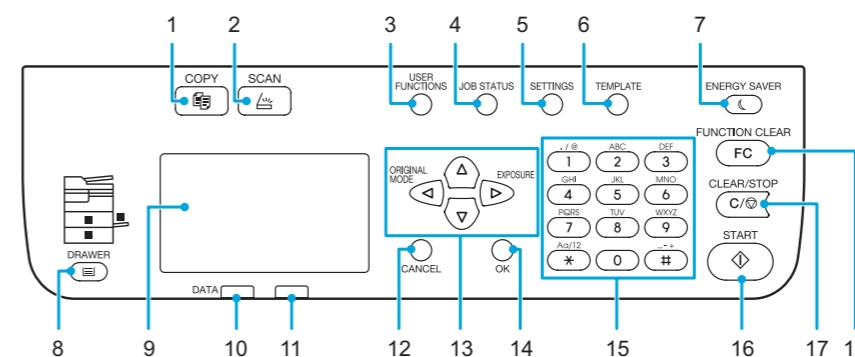 1 2 3 4 5 6 7
COPY SCAN
USER FUNCTIONS JOB STATUS SETTINGS TEMPLATE ENERGY SAVER
FUNCTION CLEAR
FC
ORIGINAL MODE EXPOSURE
. / @ ABC DEF
1 2 3
GHI JKL MNO
4 5 6
PQRS TUV WXYZ
7 8 9
Aa/12 _ - +
* 0 #
CLEAR/STOP
C/
START
DRAWER
CANCEL OK
DATA
8 9 10 11 12 13 14 15 16 17 1